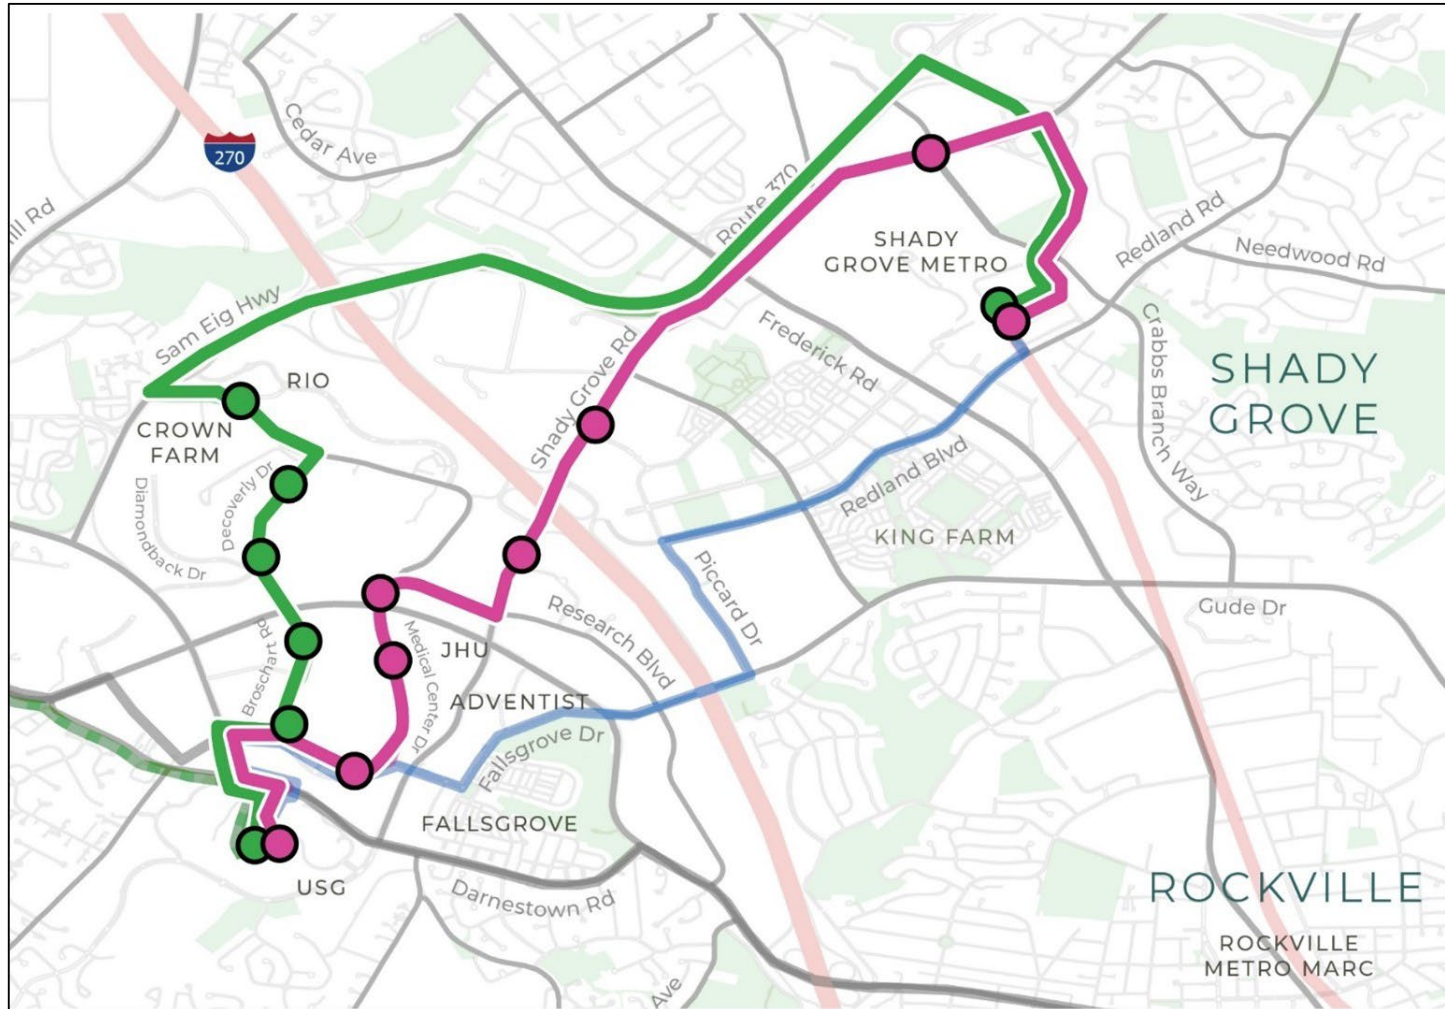 270
Cedar Ave
ill Rd
Route 370
SHADY
GROVE METRO
Redland Rd
Needwood Rd
Sam Eig Hwy
RIO
CROWN
FARM
Shady Grove Rd
Frederick Rd
Crabbs Branch Way
SHADY
GROVE
Decoverly Dr
Diamondback Dr
Redland Blvd
KING FARM
Piccard Dr
Gude Dr
Research Blvd
Broschart Rd
Medical Center Dr
JHU
ADVENTIST
Fallsgrove Dr
FALLSGROVE
USG
Darnestown Rd
ROCKVILLE
ROCKVILLE
METRO MARC
Ave